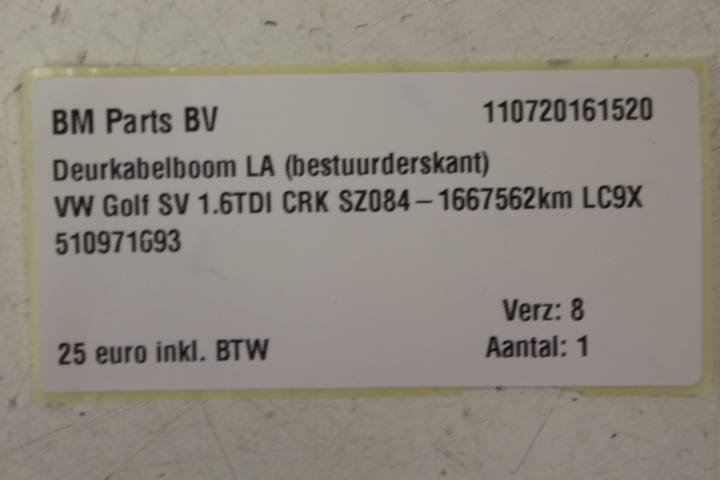 BM Parts BV 110720161520
Deurkabelboom LA (bestuurderskant)
VW Golf SV 1.6TDI CRK SZ084-1667562km LC9X
510971693
Verz: 8
25 euro inkl. BTW Aantal: 1